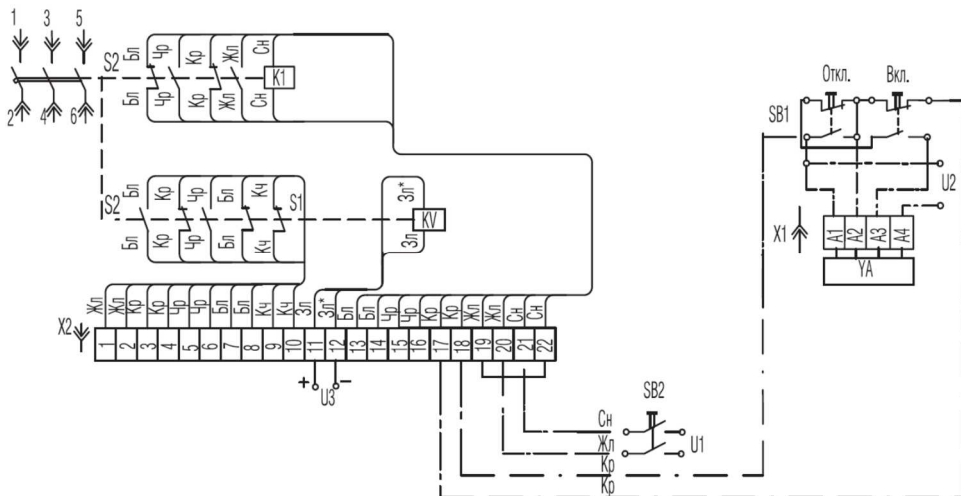 1 3 5
2 4 6
S2 Бл Чр Кр Жл Сн
K1
Бл Чр Кр Жл Сн
S2 Бл Кр Чр Бл Кч S1
Бл Кр Чр Бл Кч
Зл*
KV
Зл
Откл. Вкл.
SB1
U2
X1
A1 A2 A3 A4
YA
Жл Жл Кр Кр Чр Чр Бл Бл Кч Кч Зл Зл* Бл Бл Чр Чр Кр Кр Жл Жл Сн Сн
X2
1 2 3 4 5 6 7 8 9 10 11 12 13 14 15 16 17 18 19 20 21 22
+ U3 −
SB2
Сн
Жл
Кр
Кр
U1